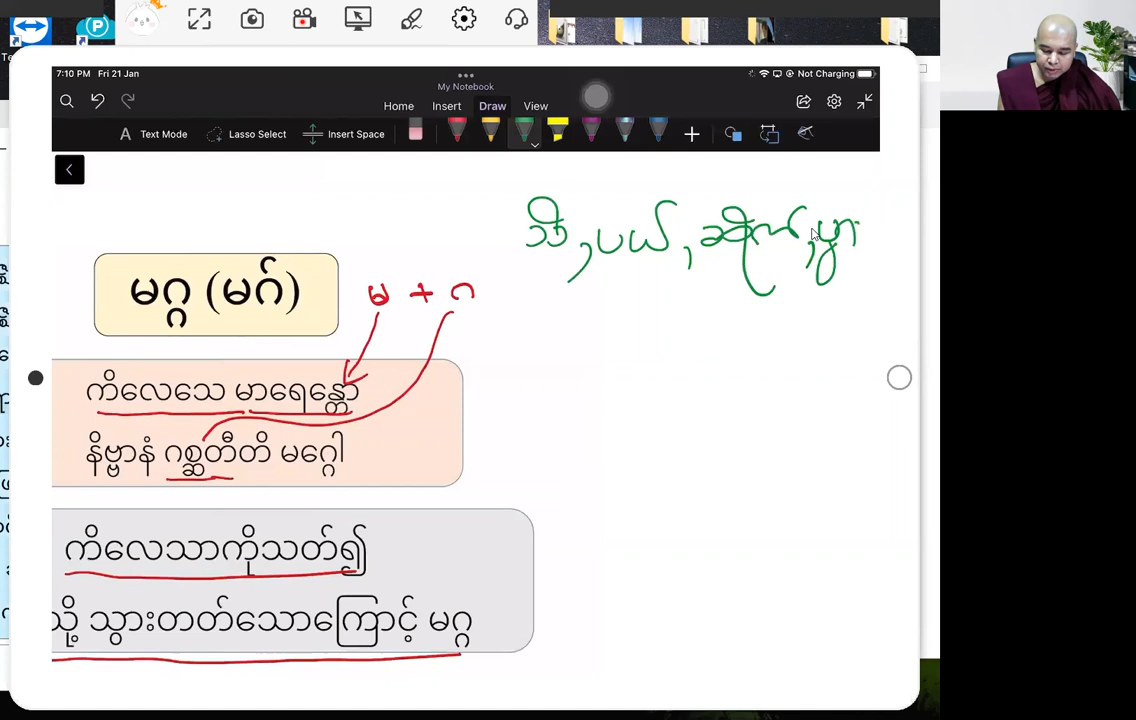 7:10 PM Fri 21 Jan
Not Charging
My Notebook
Home Insert Draw View
A Text Mode Lasso Select Insert Space
သိ, ပယ်, ဆိုက်, ပွား
မဂ္ဂ (မဂ်)
မ + ဂ
ကိလေသေ မာရေန္တော
နိဗ္ဗာနံ ဂစ္ဆတီတိ မဂ္ဂေါ
ကိလေသာကိုသတ်၍
သို့ သွားတတ်သောကြောင့် မဂ္ဂ